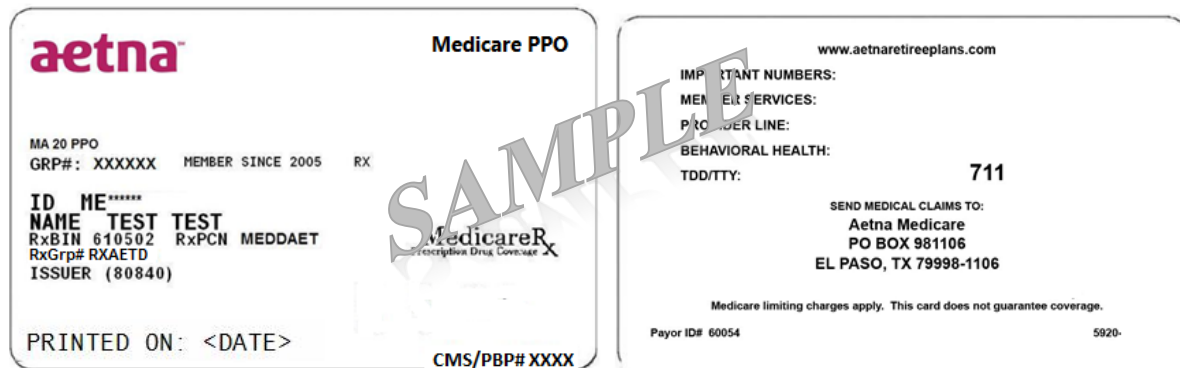 aetna
Medicare PPO
MA 20 PPO
GRP#: XXXXXX MEMBER SINCE 2005 RX
ID ME******
NAME TEST TEST
RxBIN 610502 RxPCN MEDDAET
RxGrp# RXAETD
ISSUER (80840)
MedicareRx
Prescription Drug Coverage X
PRINTED ON: <DATE>
CMS/PBP# XXXX
SAMPLE
www.aetnaretireeplans.com
IMPORTANT NUMBERS:
MEMBER SERVICES:
PROVIDER LINE:
BEHAVIORAL HEALTH:
TDD/TTY: 711
SEND MEDICAL CLAIMS TO:
Aetna Medicare
PO BOX 981106
EL PASO, TX 79998-1106
Medicare limiting charges apply. This card does not guarantee coverage.
Payor ID# 60054 5920-